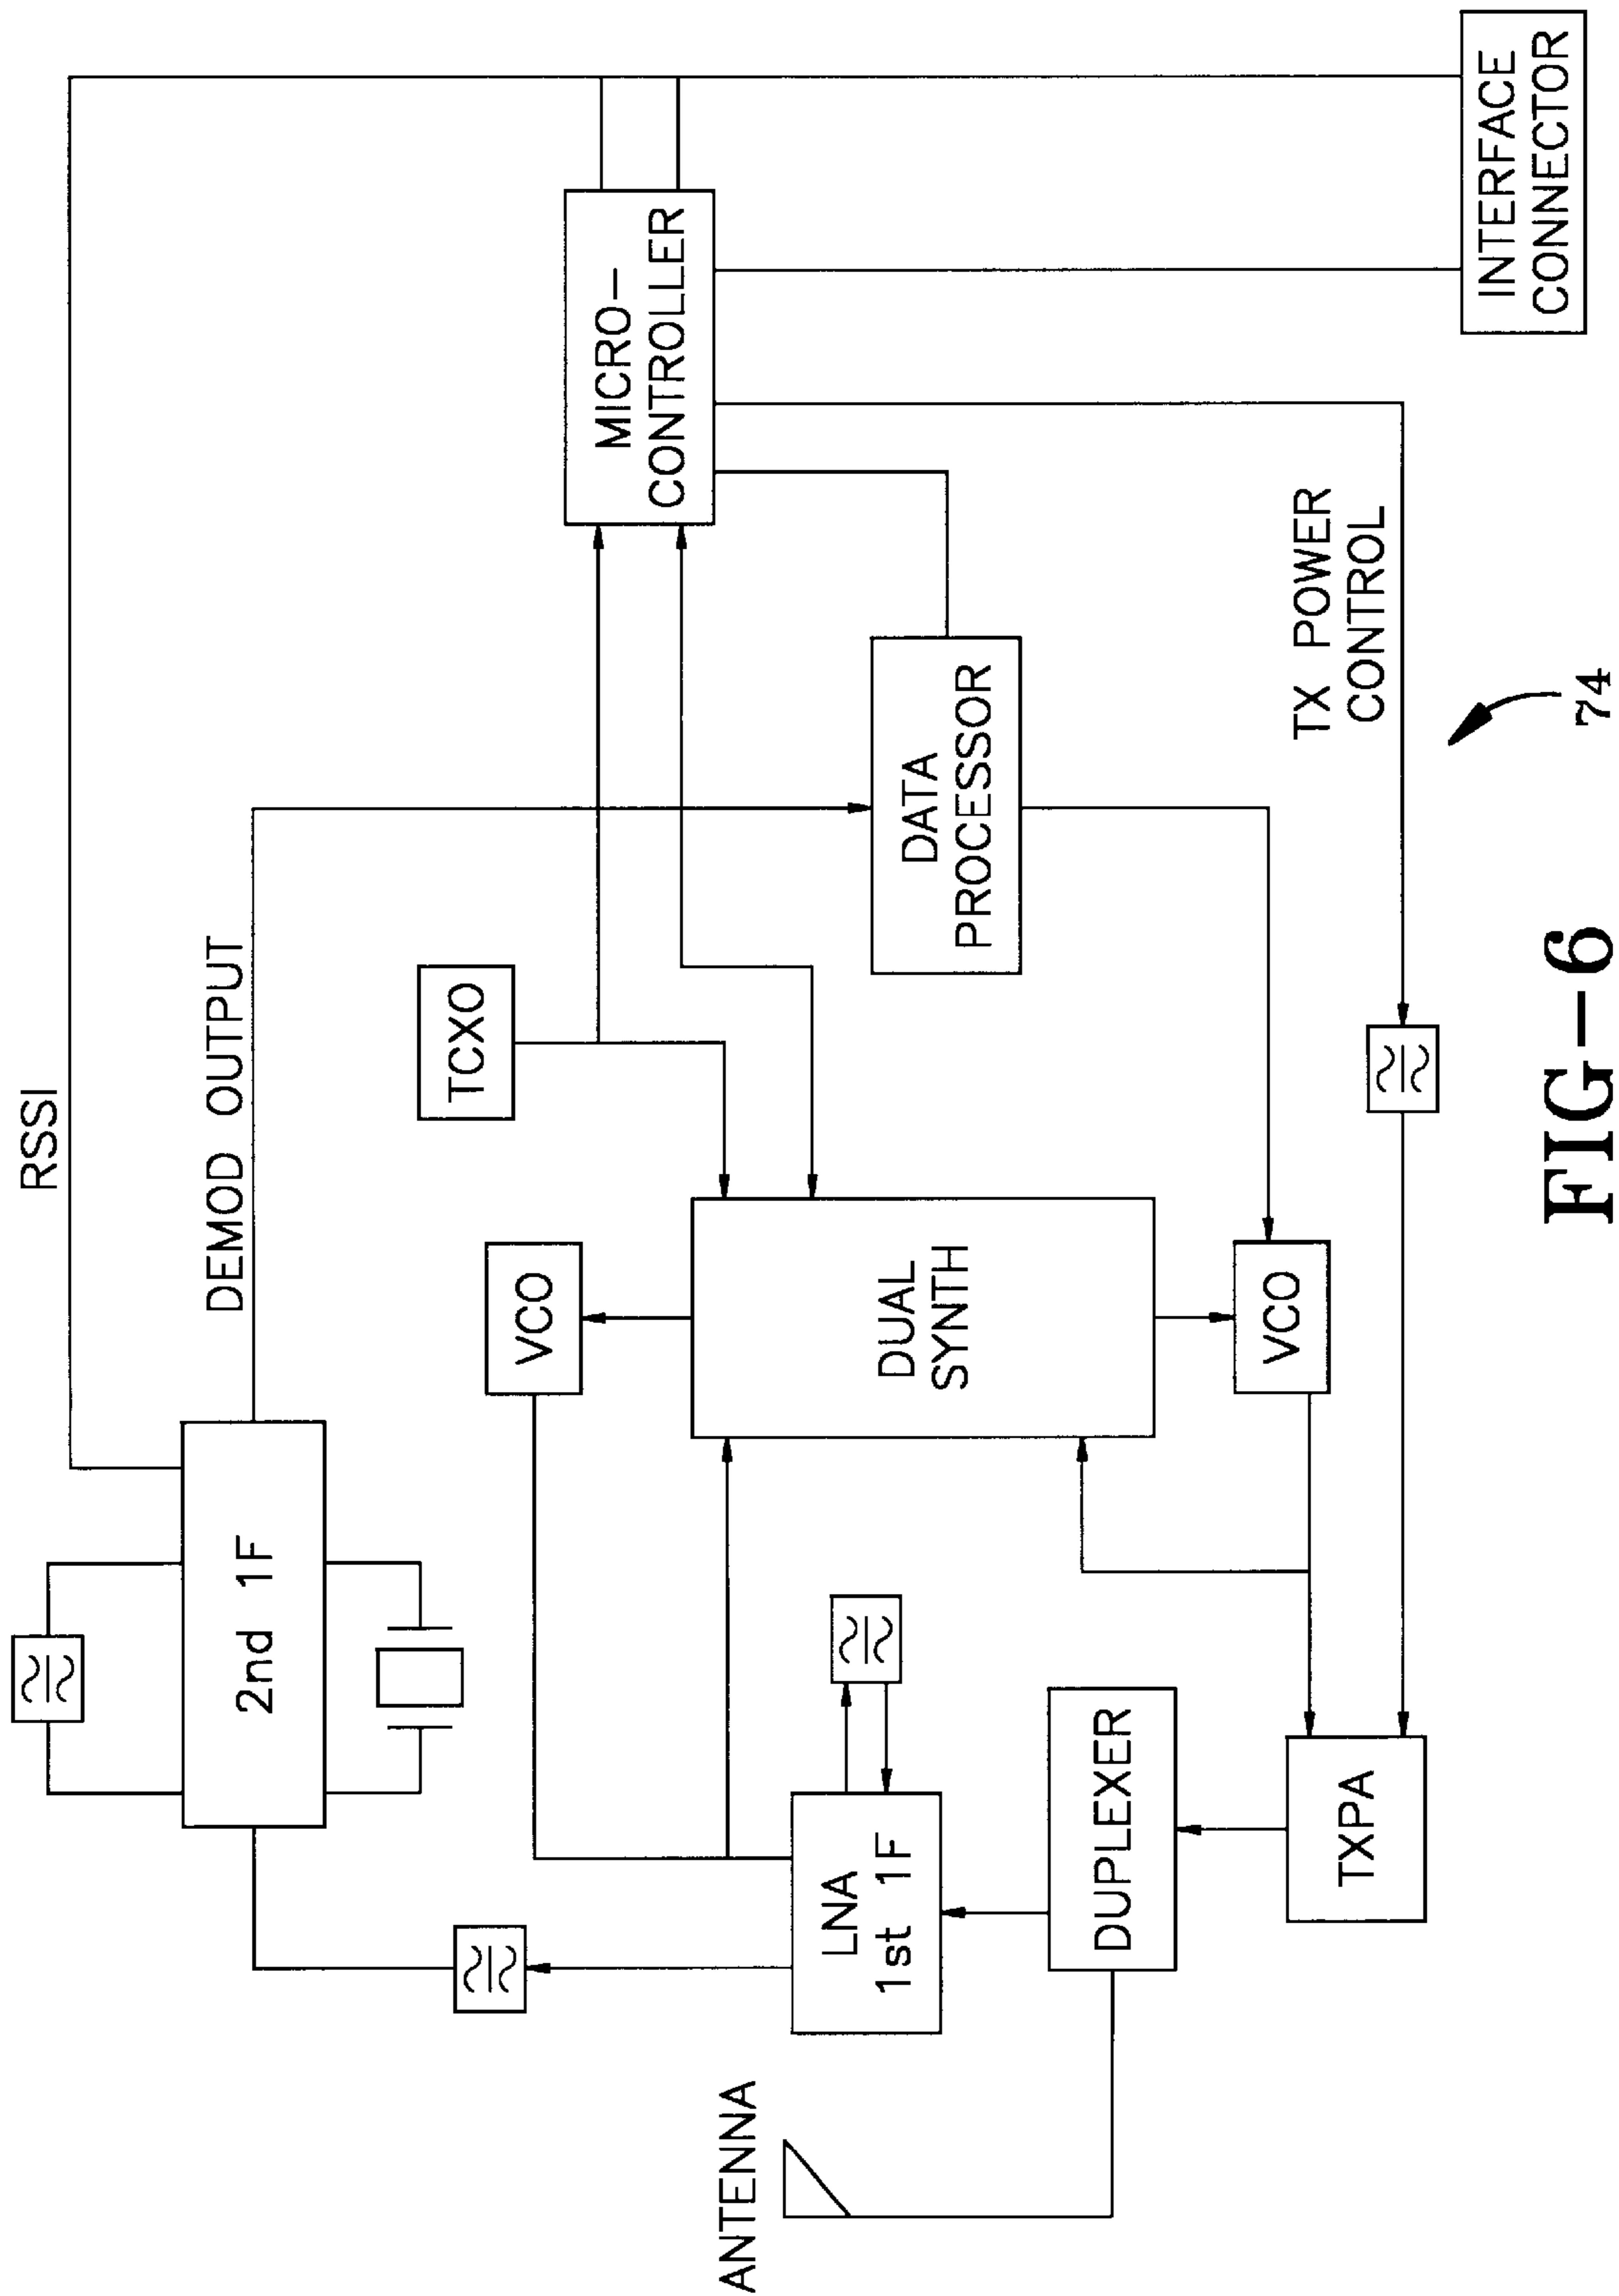 RSSI
DEMOD OUTPUT
2nd 1F
TCXO
MICRO-
CONTROLLER
VCO
ANTENNA
LNA
1st 1F
DUAL
SYNTH
DATA
PROCESSOR
DUPLEXER
VCO
TXPA
TX POWER
CONTROL
INTERFACE
CONNECTOR
74
FIG-6